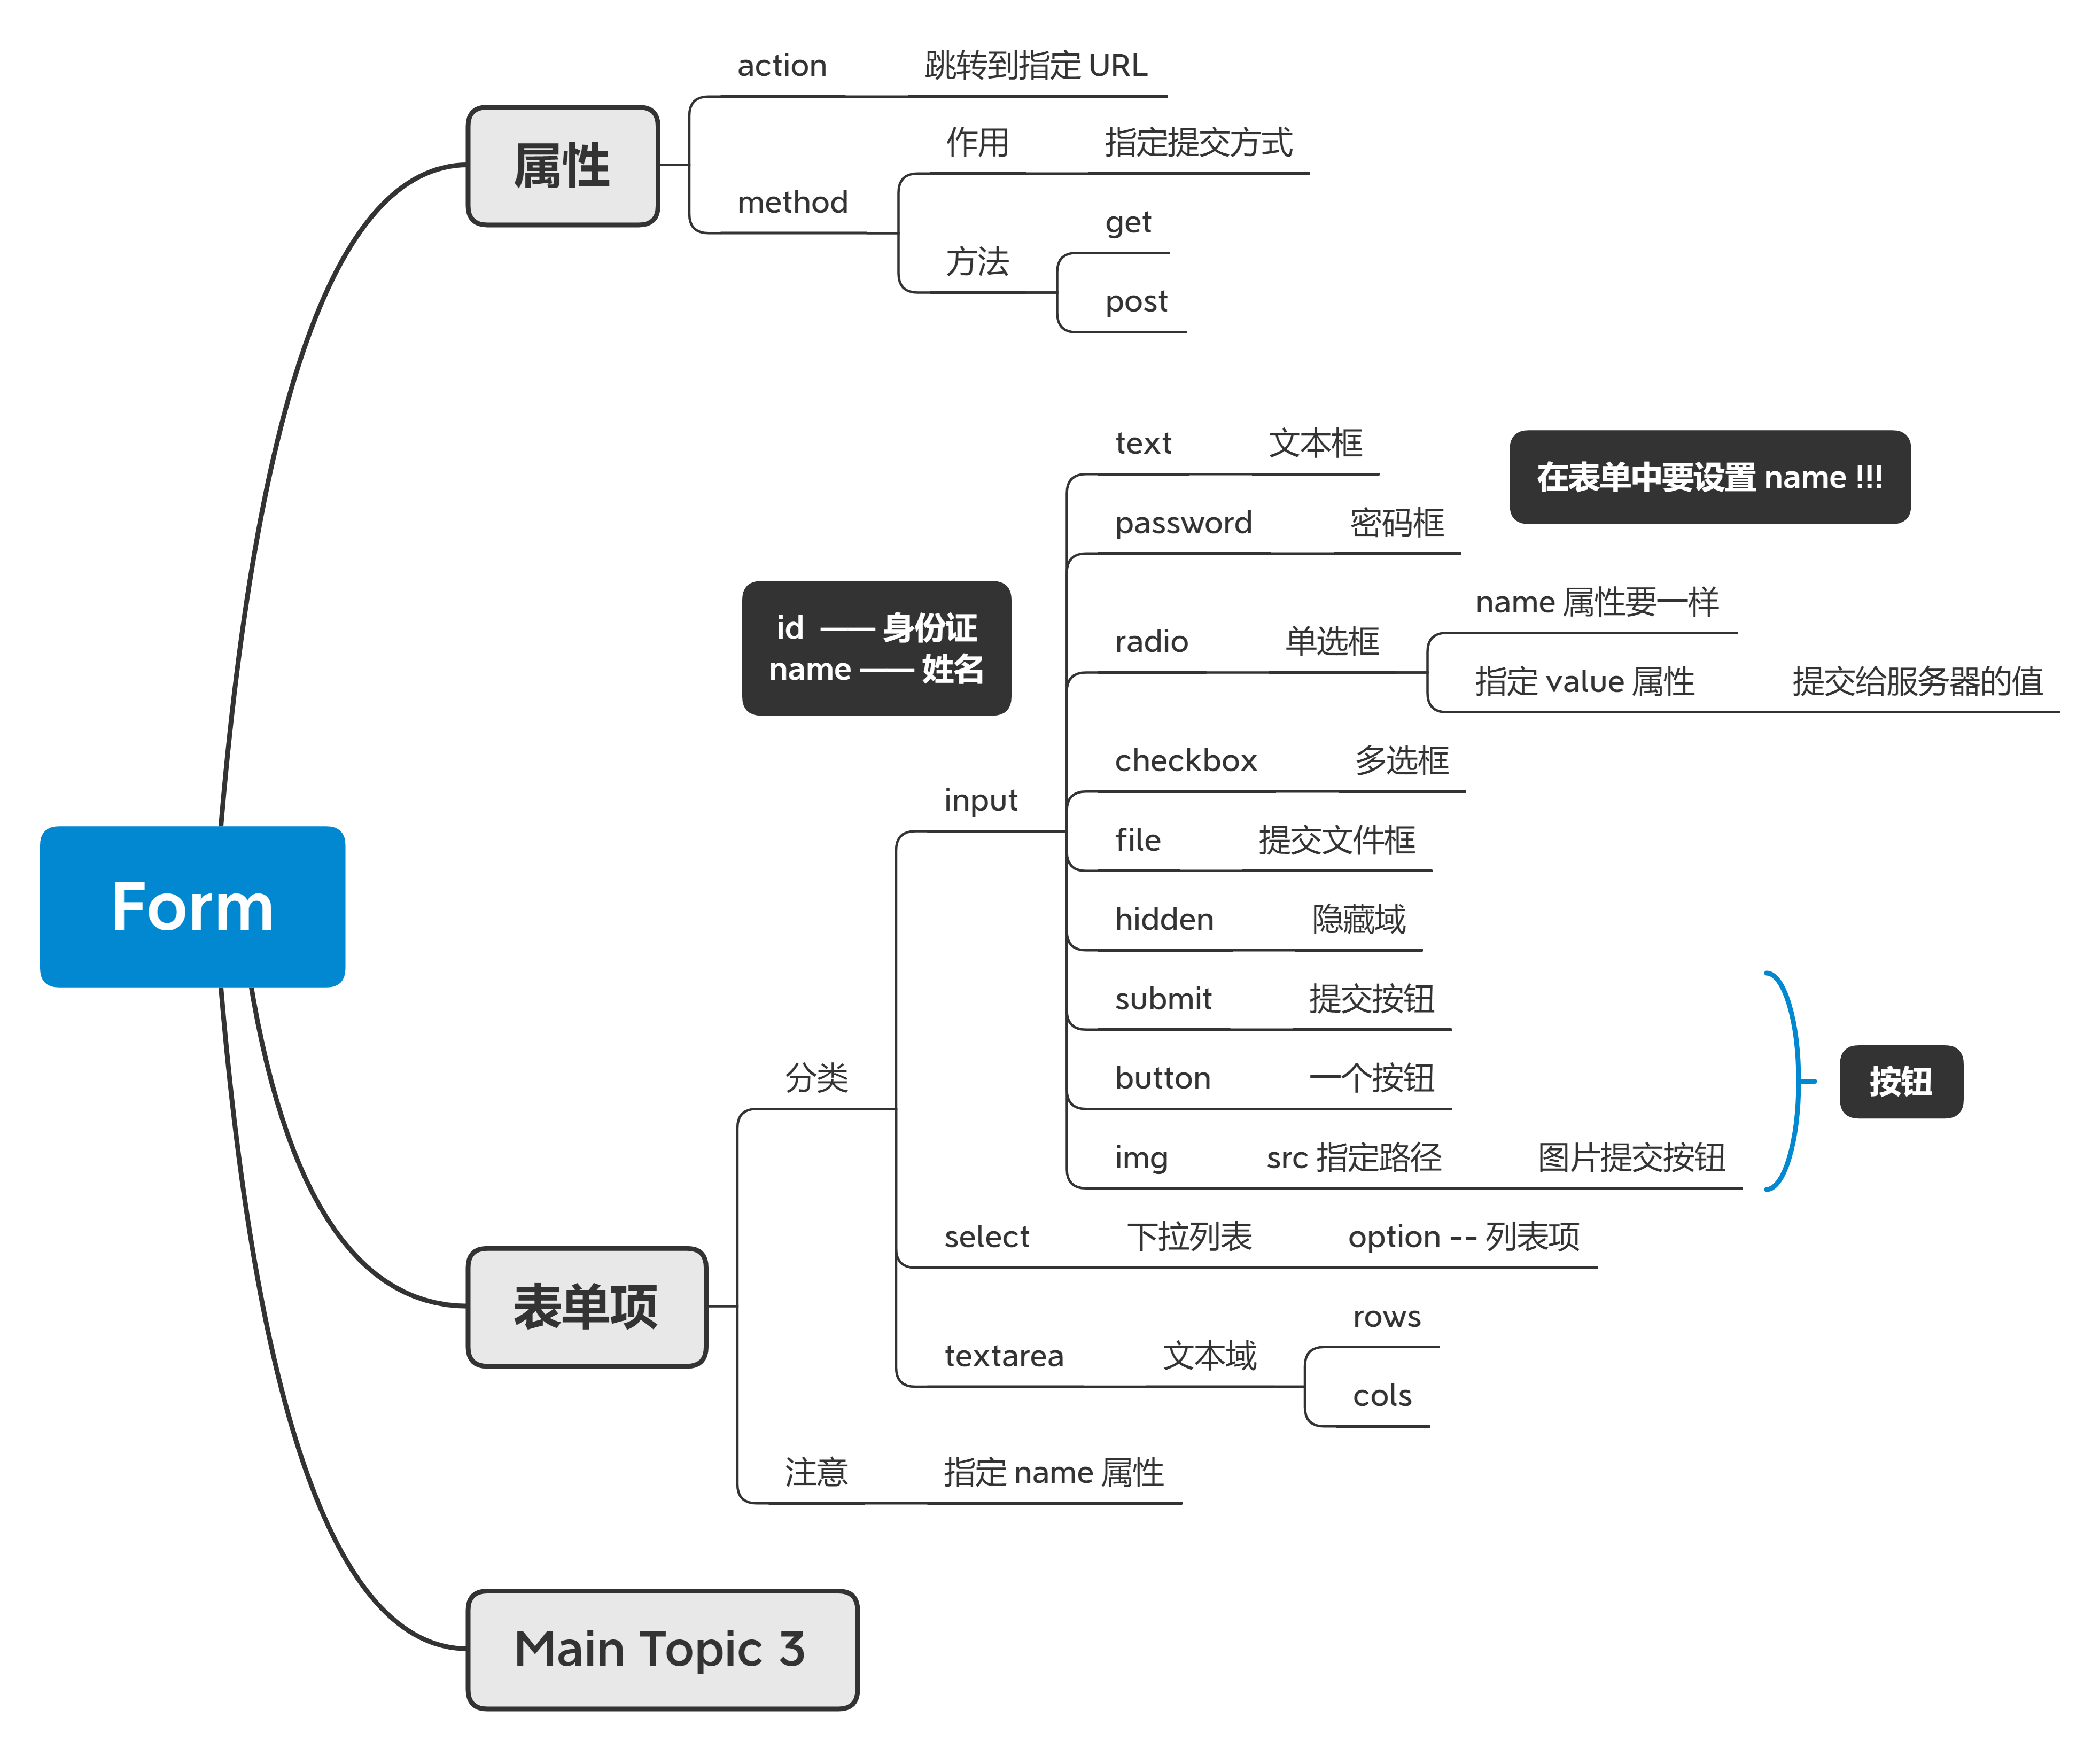 Form
属性
action
跳转到指定 URL
method
作用
指定提交方式
方法
get
post
表单项
分类
input
id —— 身份证
name —— 姓名
text
文本框
在表单中要设置 name !!!
password
密码框
radio
单选框
name 属性要一样
指定 value 属性
提交给服务器的值
checkbox
多选框
file
提交文件框
hidden
隐藏域
submit
提交按钮
button
一个按钮
img
src 指定路径
图片提交按钮
按钮
select
下拉列表
option -- 列表项
textarea
文本域
rows
cols
注意
指定 name 属性
Main Topic 3